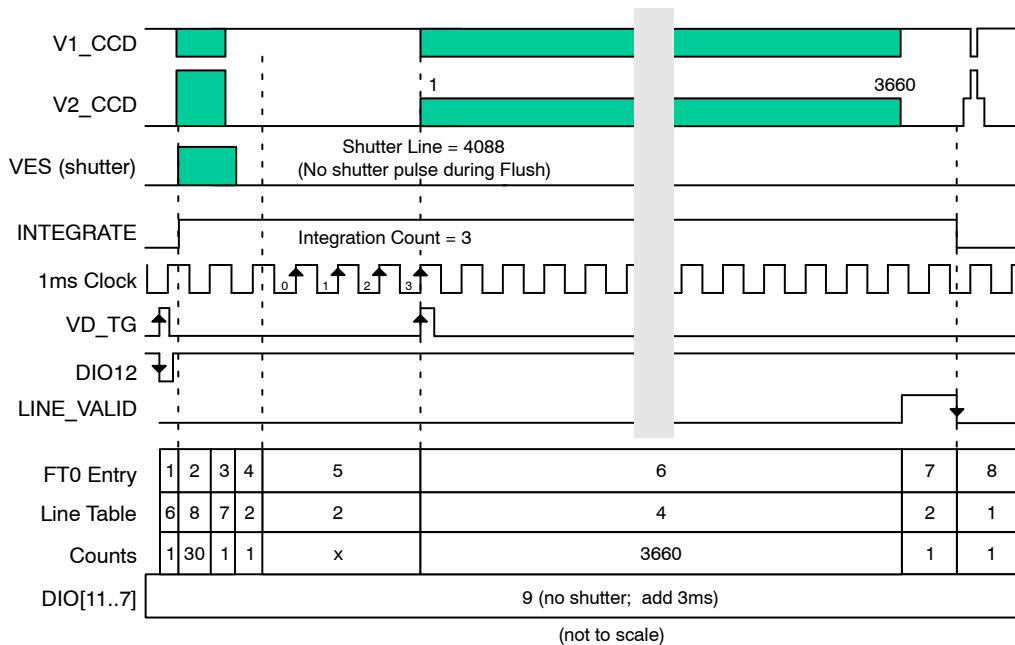 V1_CCD
1 3660
V2_CCD
Shutter Line = 4088
VES (shutter)
(No shutter pulse during Flush)
INTEGRATE
Integration Count = 3
1ms Clock
0 1 2 3
VD_TG
DIO12
LINE_VALID
FT0 Entry 1 2 3 4 5 6 7 8
Line Table 6 8 7 2 2 4 2 1
Counts 1 30 1 1 x 3660 1 1
DIO[11..7] 9 (no shutter; add 3ms)
(not to scale)